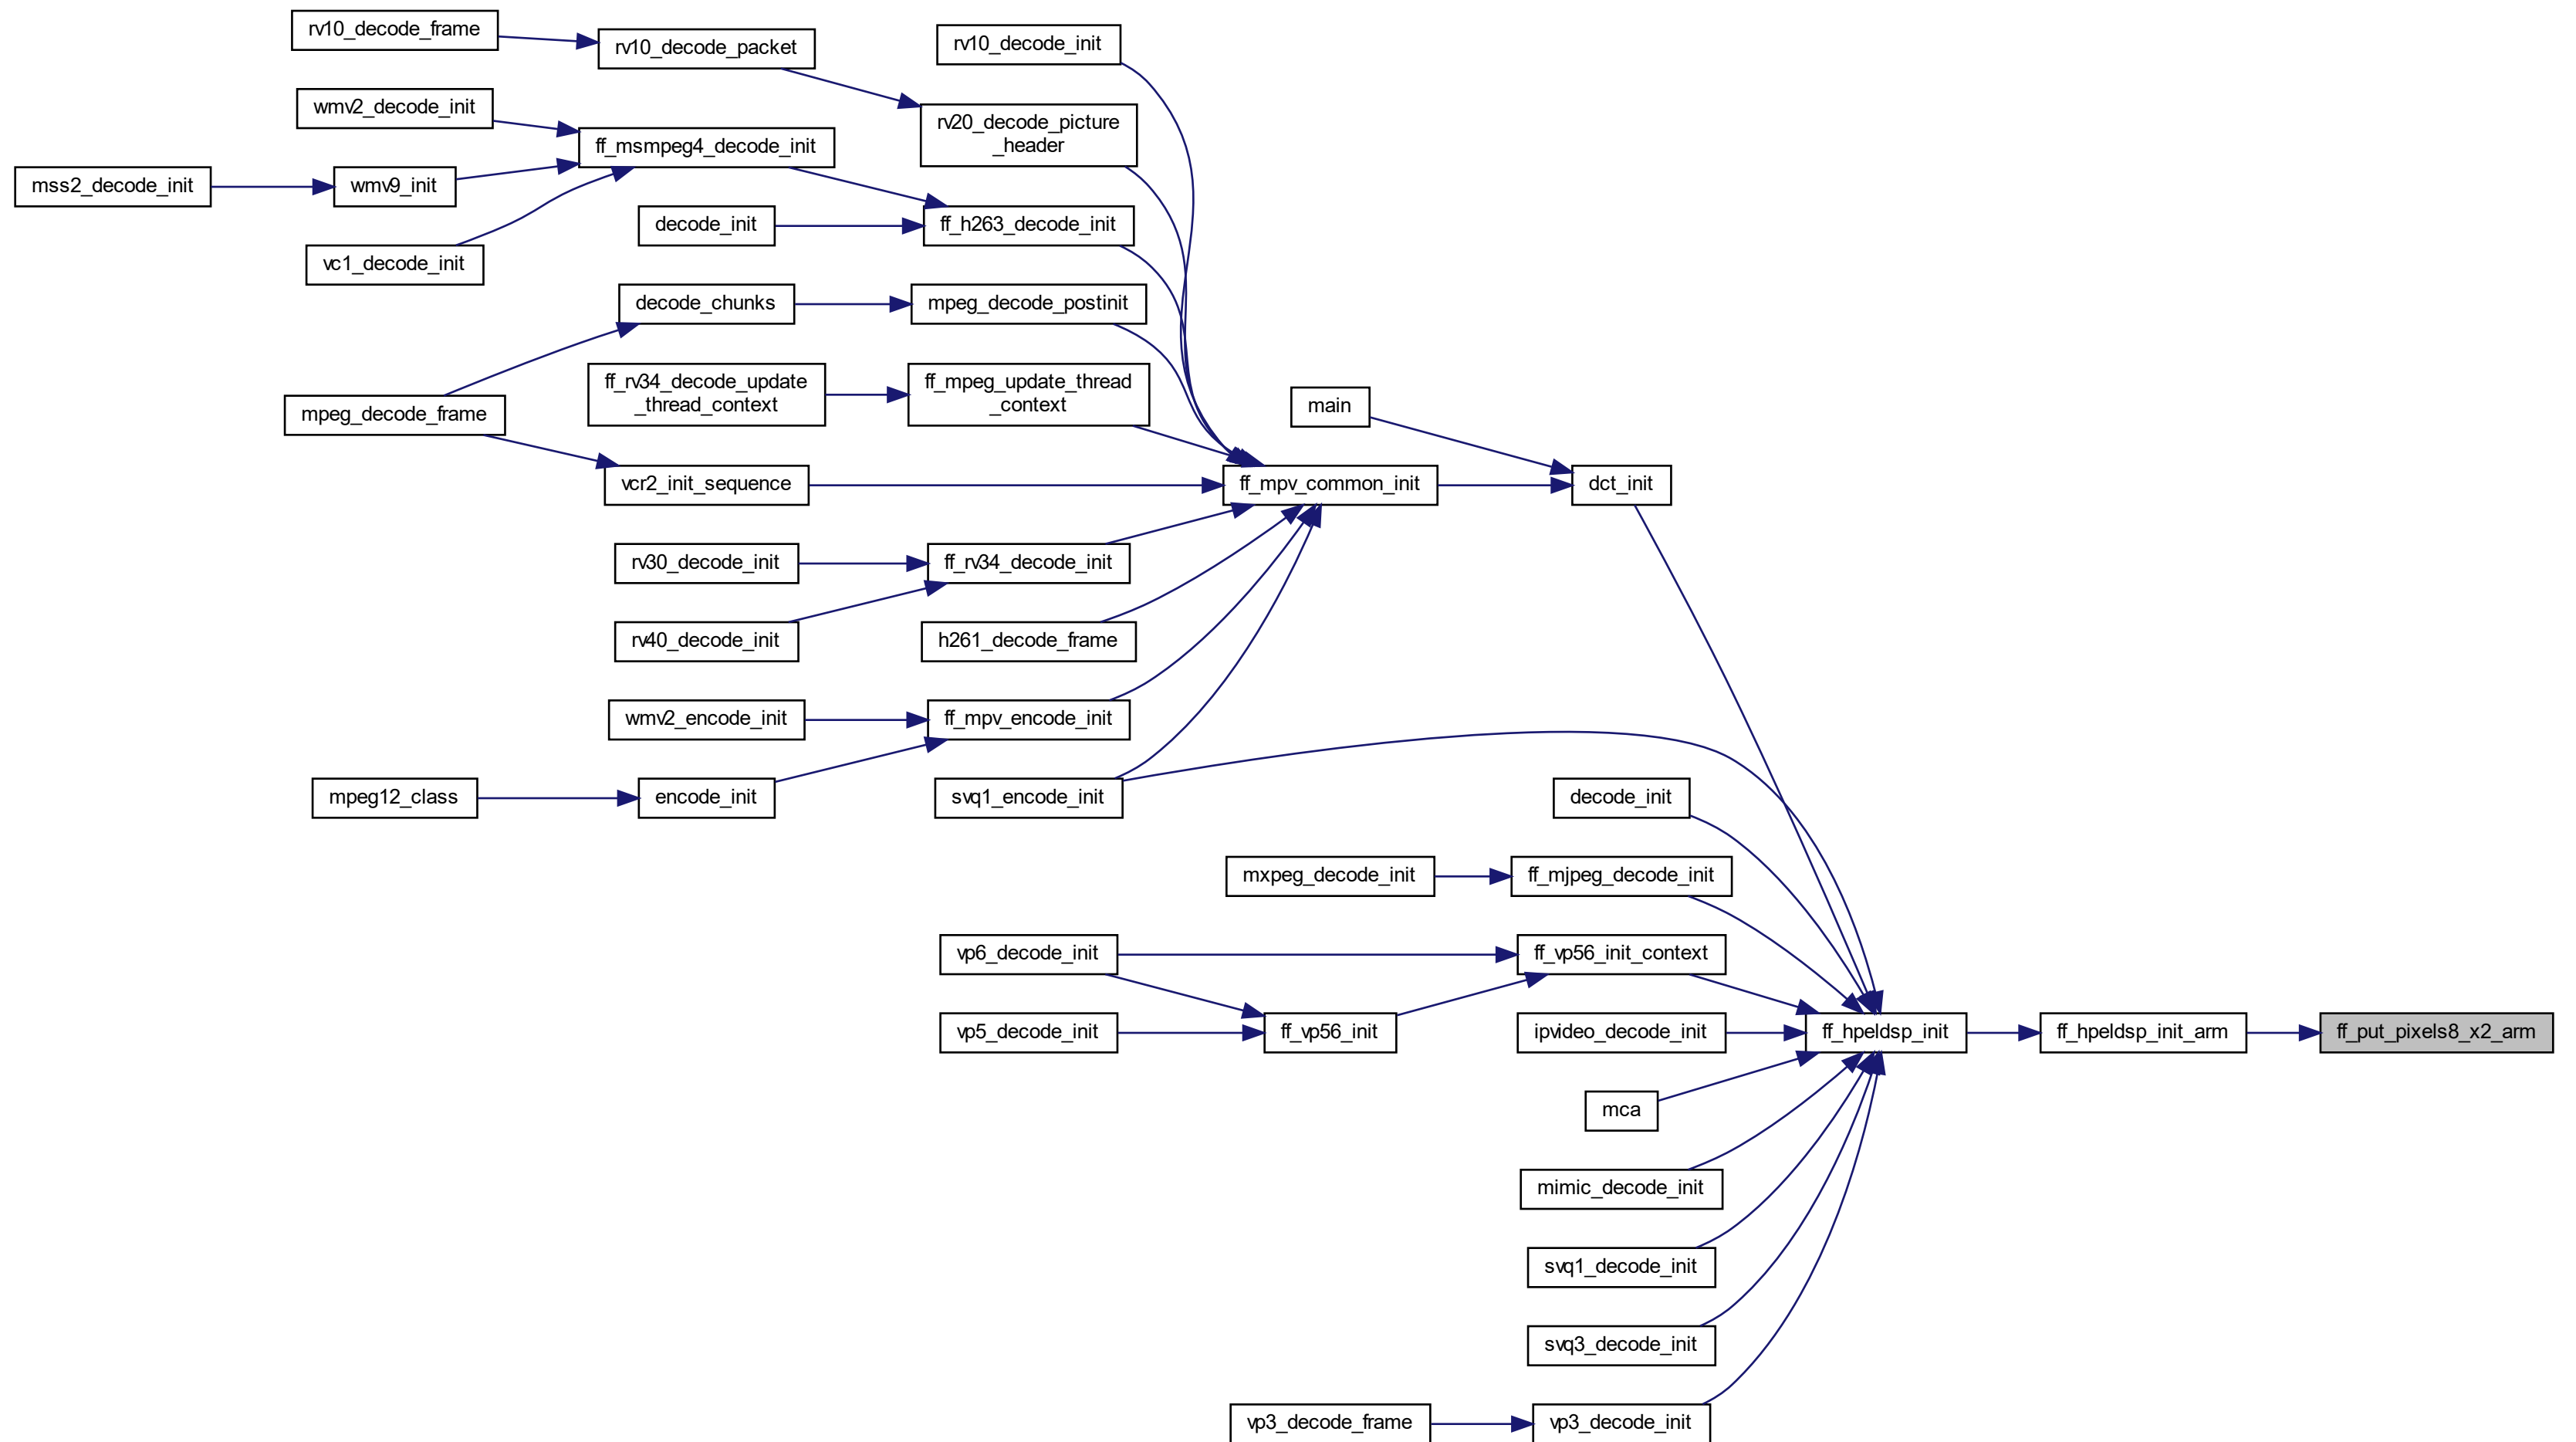 rv10_decode_frame
rv10_decode_packet
rv10_decode_init
wmv2_decode_init
rv20_decode_picture
_header
ff_msmpeg4_decode_init
mss2_decode_init
wmv9_init
decode_init
ff_h263_decode_init
vc1_decode_init
decode_chunks
mpeg_decode_postinit
ff_rv34_decode_update
_thread_context
ff_mpeg_update_thread
_context
main
mpeg_decode_frame
vcr2_init_sequence
ff_mpv_common_init
dct_init
rv30_decode_init
ff_rv34_decode_init
rv40_decode_init
h261_decode_frame
wmv2_encode_init
ff_mpv_encode_init
mpeg12_class
encode_init
svq1_encode_init
decode_init
mxpeg_decode_init
ff_mjpeg_decode_init
vp6_decode_init
ff_vp56_init_context
vp5_decode_init
ff_vp56_init
ipvideo_decode_init
ff_hpeldsp_init
ff_hpeldsp_init_arm
ff_put_pixels8_x2_arm
mca
mimic_decode_init
svq1_decode_init
svq3_decode_init
vp3_decode_frame
vp3_decode_init